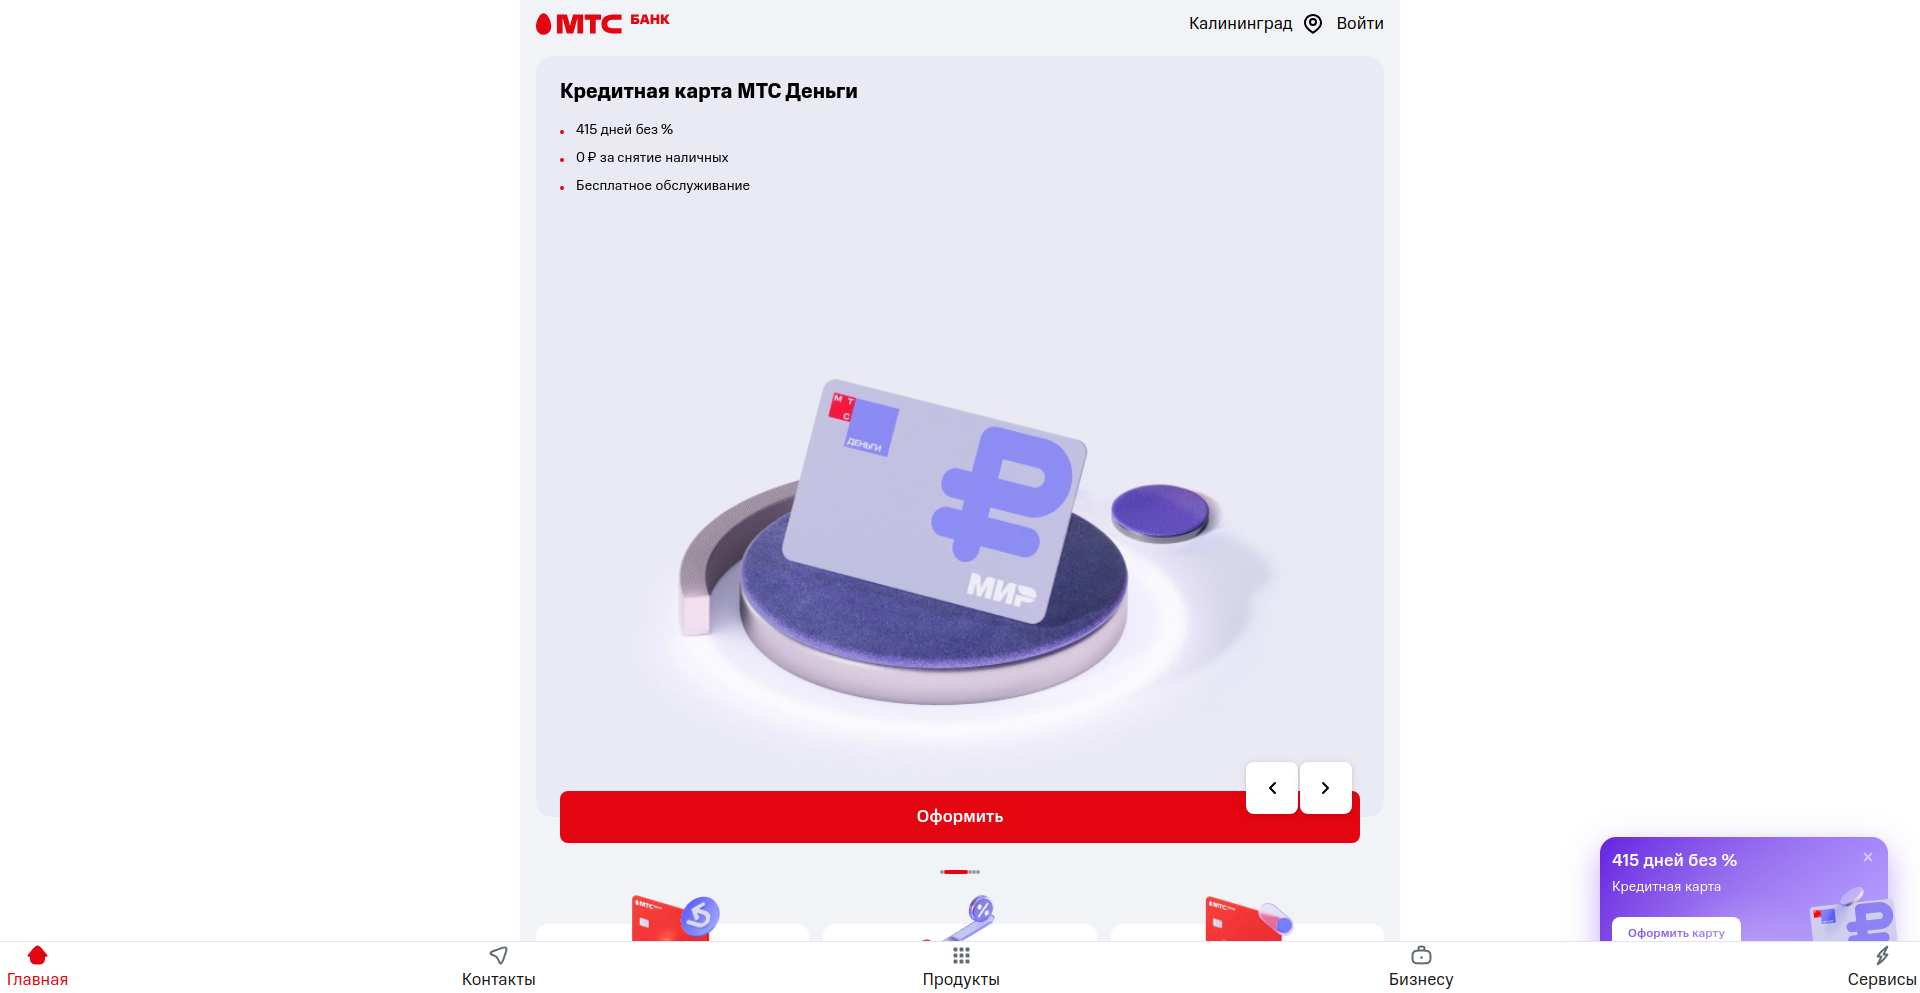 МТС БАНК
Калининград
Войти
Кредитная карта МТС Деньги
415 дней без %
0 ₽ за снятие наличных
Бесплатное обслуживание
М Т
С
ДЕНЬГИ
МИР
Оформить
415 дней без %
Кредитная карта
Оформить карту
МТС
МТС
Главная
Контакты
Продукты
Бизнесу
Сервисы